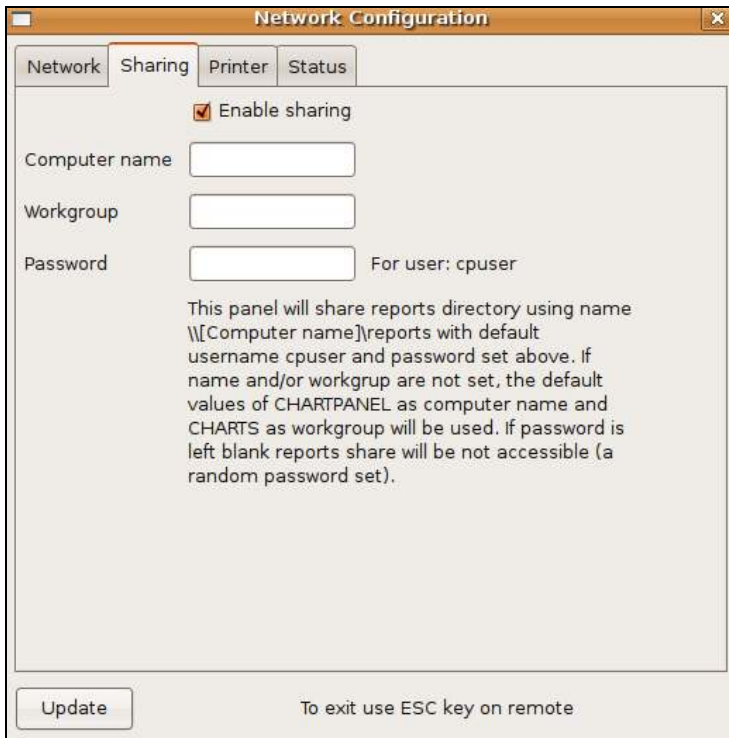 Network Configuration
Network Sharing Printer Status
Enable sharing
Computer name
Workgroup
Password For user: cpuser
This panel will share reports directory using name
\\[Computer name]\reports with default
username cpuser and password set above. If
name and/or workgrup are not set, the default
values of CHARTPANEL as computer name and
CHARTS as workgroup will be used. If password is
left blank reports share will be not accessible (a
random password set).
Update To exit use ESC key on remote